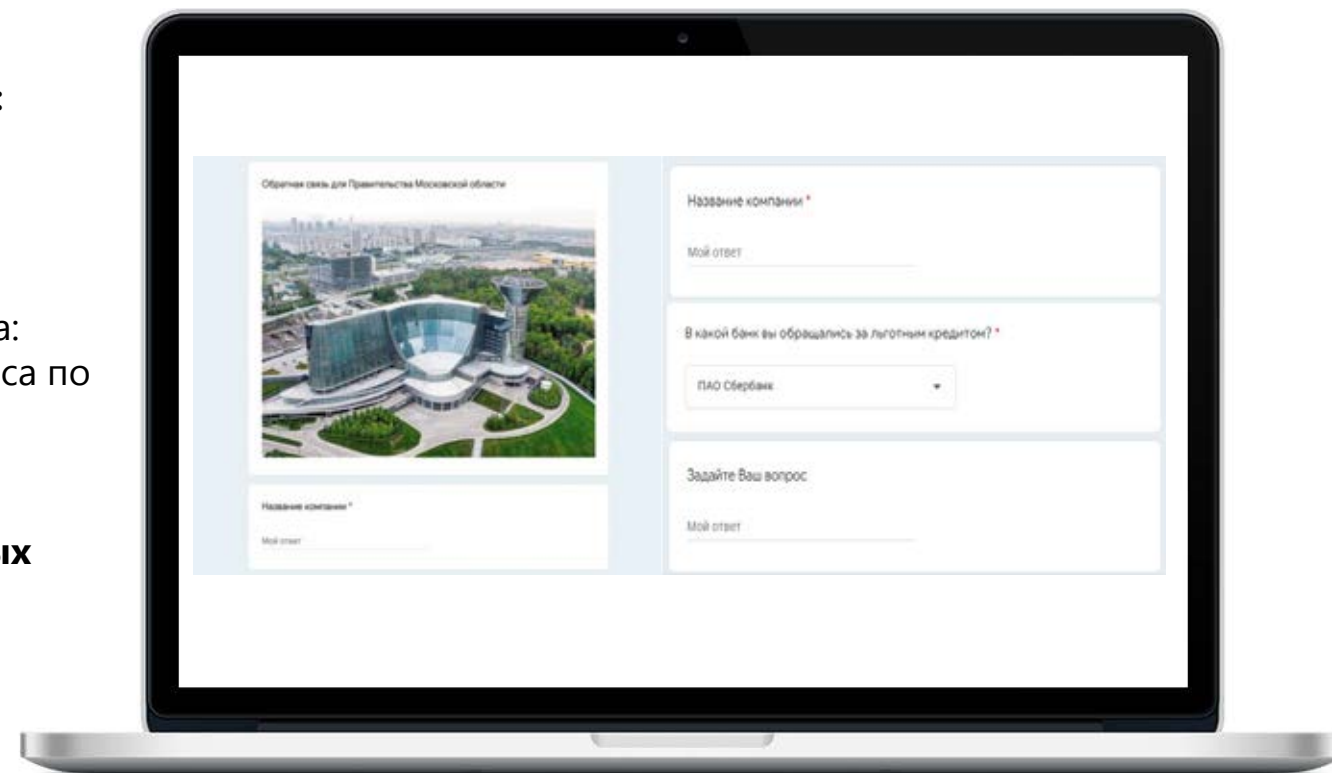 :
а:
са по
ых
Обратная связь для Правительства Московской области
Название компании *
Мой ответ
Название компании *
Мой ответ
В какой банк вы обращались за льготным кредитом? *
ПАО Сбербанк
Задайте Ваш вопрос
Мой ответ